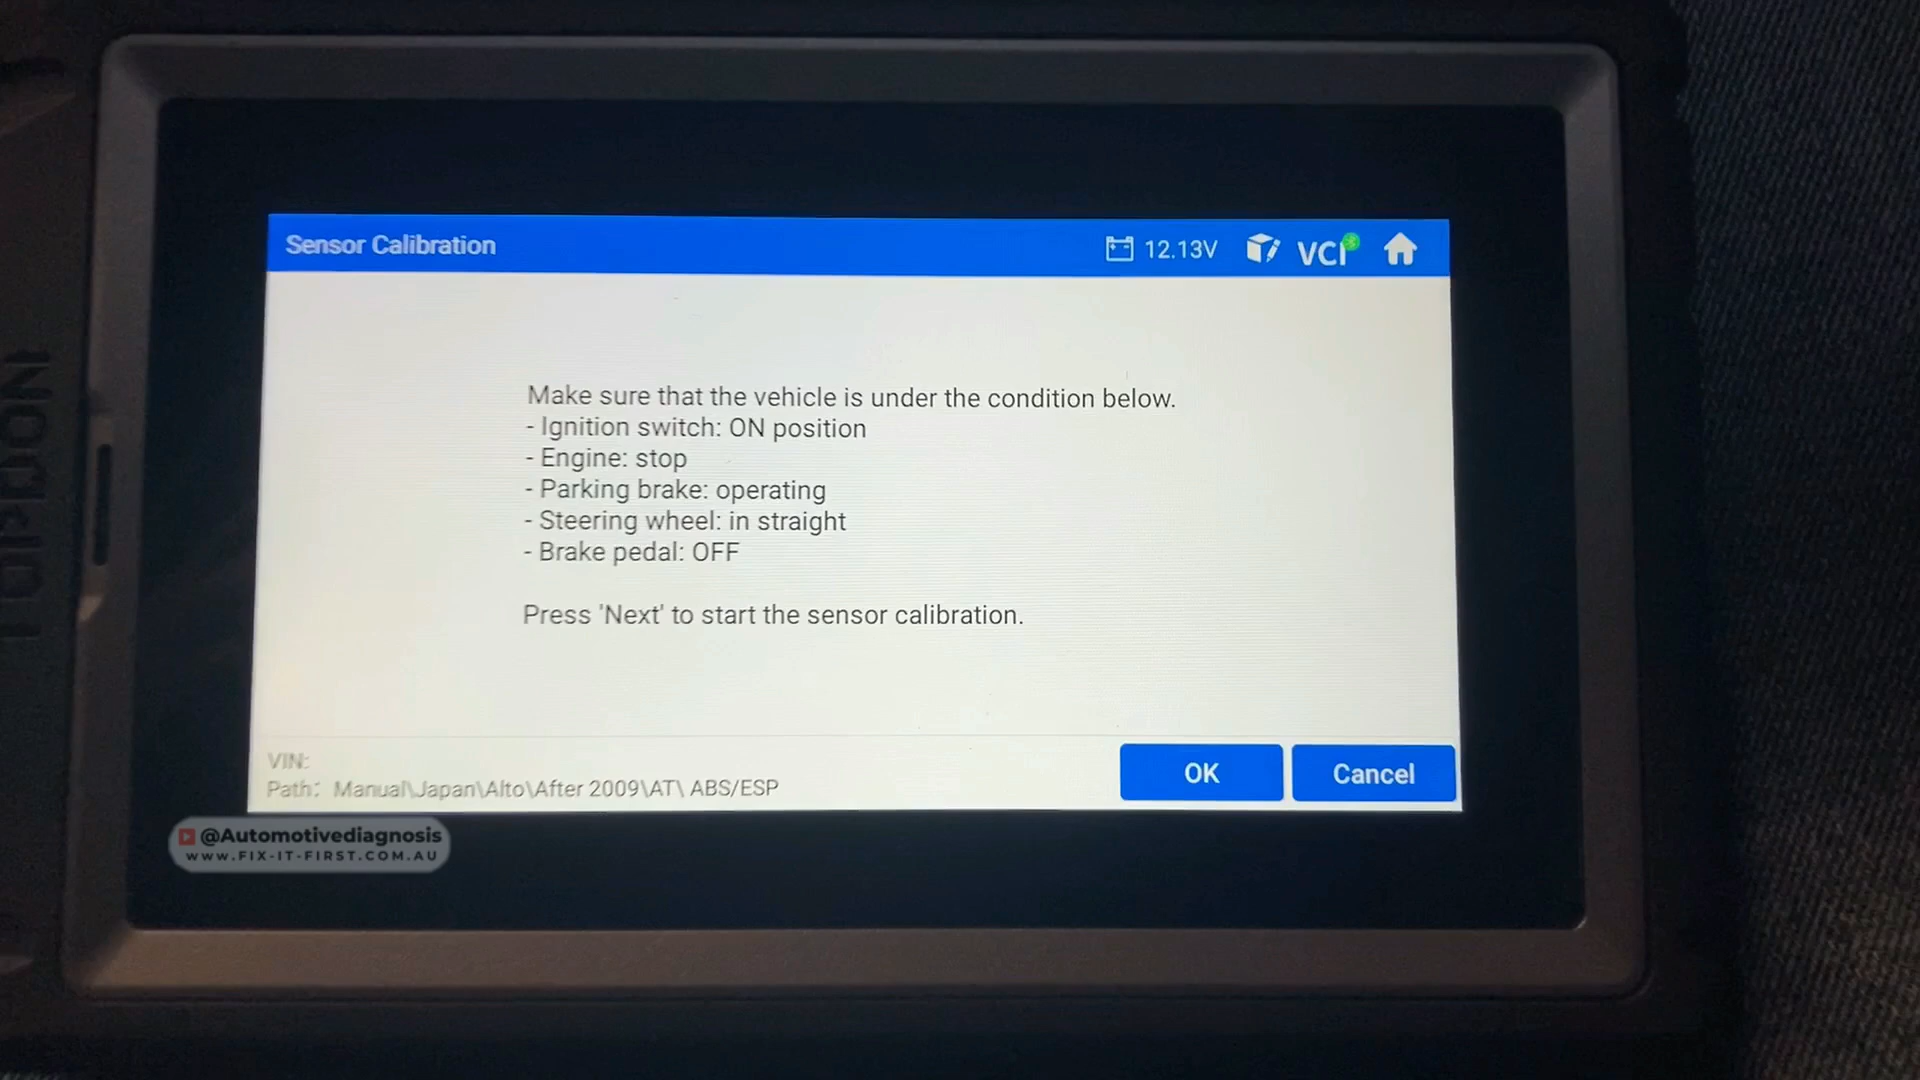 Sensor Calibration
12.13V
VCI
Make sure that the vehicle is under the condition below.
- Ignition switch: ON position
- Engine: stop
- Parking brake: operating
- Steering wheel: in straight
- Brake pedal: OFF
Press 'Next' to start the sensor calibration.
VIN:
Path: Manual\Japan\Alto\After 2009\AT\ ABS/ESP
OK
Cancel
@Automotivediagnosis
WWW.FIX-IT-FIRST.COM.AU
TOPDON